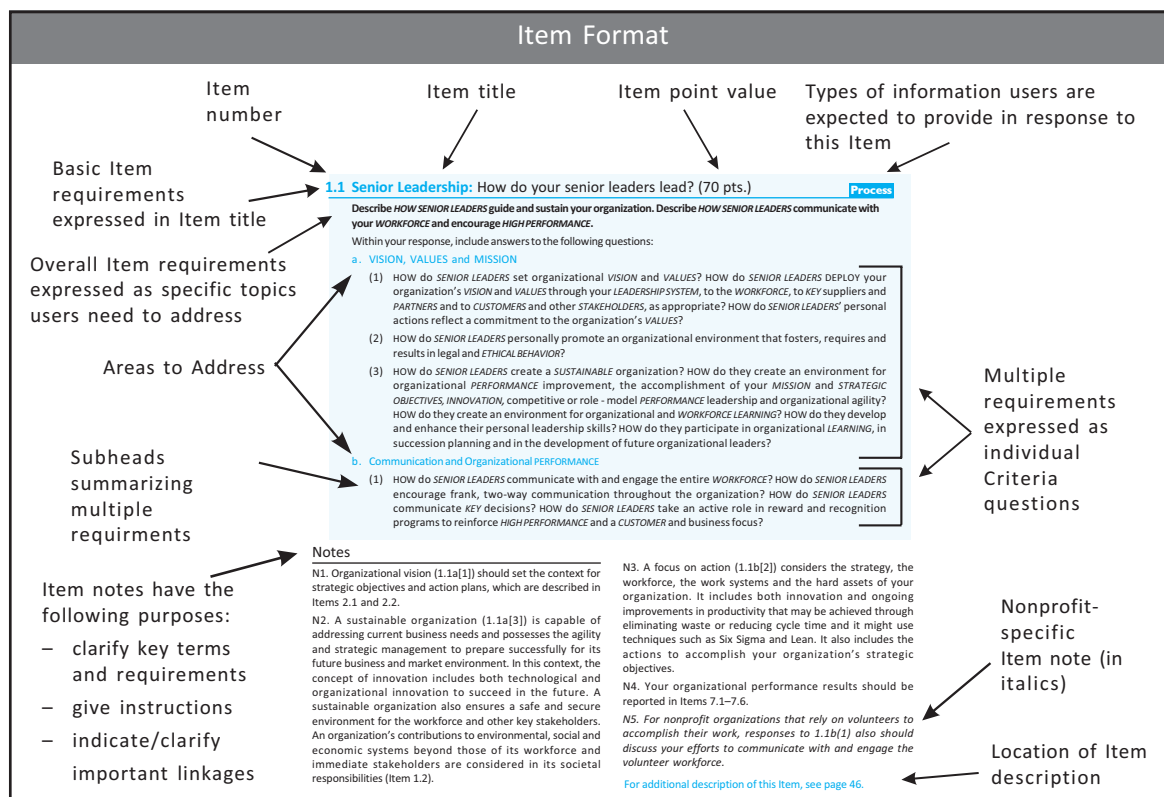 Item Format
Item
number
Item title
Item point value
Types of information users are
expected to provide in response to
this Item
Basic Item
requirements
expressed in Item title
1.1 Senior Leadership: How do your senior leaders lead? (70 pts.)
Process
Describe HOW SENIOR LEADERS guide and sustain your organization. Describe HOW SENIOR LEADERS communicate with
your WORKFORCE and encourage HIGH PERFORMANCE.
Within your response, include answers to the following questions:
Overall Item requirements
expressed as specific topics
users need to address
a. VISION, VALUES and MISSION
(1) HOW do SENIOR LEADERS set organizational VISION and VALUES? HOW do SENIOR LEADERS DEPLOY your
organization's VISION and VALUES through your LEADERSHIP SYSTEM, to the WORKFORCE, to KEY suppliers and
PARTNERS and to CUSTOMERS and other STAKEHOLDERS, as appropriate? HOW do SENIOR LEADERS' personal
actions reflect a commitment to the organization's VALUES?
(2) HOW do SENIOR LEADERS personally promote an organizational environment that fosters, requires and
results in legal and ETHICAL BEHAVIOR?
Areas to Address
(3) HOW do SENIOR LEADERS create a SUSTAINABLE organization? HOW do they create an environment for
organizational PERFORMANCE improvement, the accomplishment of your MISSION and STRATEGIC
OBJECTIVES, INNOVATION, competitive or role - model PERFORMANCE leadership and organizational agility?
HOW do they create an environment for organizational and WORKFORCE LEARNING? HOW do they develop
and enhance their personal leadership skills? HOW do they participate in organizational LEARNING, in
succession planning and in the development of future organizational leaders?
Multiple
requirements
expressed as
individual
Criteria
questions
Subheads
summarizing
multiple
requirments
b. Communication and Organizational PERFORMANCE
(1) HOW do SENIOR LEADERS communicate with and engage the entire WORKFORCE? HOW do SENIOR LEADERS
encourage frank, two-way communication throughout the organization? HOW do SENIOR LEADERS
communicate KEY decisions? HOW do SENIOR LEADERS take an active role in reward and recognition
programs to reinforce HIGH PERFORMANCE and a CUSTOMER and business focus?
Item notes have the
following purposes:
– clarify key terms
and requirements
– give instructions
– indicate/clarify
important linkages
Notes
N1. Organizational vision (1.1a[1]) should set the context for
strategic objectives and action plans, which are described in
Items 2.1 and 2.2.
N2. A sustainable organization (1.1a[3]) is capable of
addressing current business needs and possesses the agility
and strategic management to prepare successfully for its
future business and market environment. In this context, the
concept of innovation includes both technological and
organizational innovation to succeed in the future. A
sustainable organization also ensures a safe and secure
environment for the workforce and other key stakeholders.
An organization's contributions to environmental, social and
economic systems beyond those of its workforce and
immediate stakeholders are considered in its societal
responsibilities (Item 1.2).
N3. A focus on action (1.1b[2]) considers the strategy, the
workforce, the work systems and the hard assets of your
organization. It includes both innovation and ongoing
improvements in productivity that may be achieved through
eliminating waste or reducing cycle time and it might use
techniques such as Six Sigma and Lean. It also includes the
actions to accomplish your organization's strategic
objectives.
N4. Your organizational performance results should be
reported in Items 7.1–7.6.
N5. For nonprofit organizations that rely on volunteers to
accomplish their work, responses to 1.1b(1) also should
discuss your efforts to communicate with and engage the
volunteer workforce.
For additional description of this Item, see page 46.
Nonprofit-
specific
Item note (in
italics)
Location of Item
description